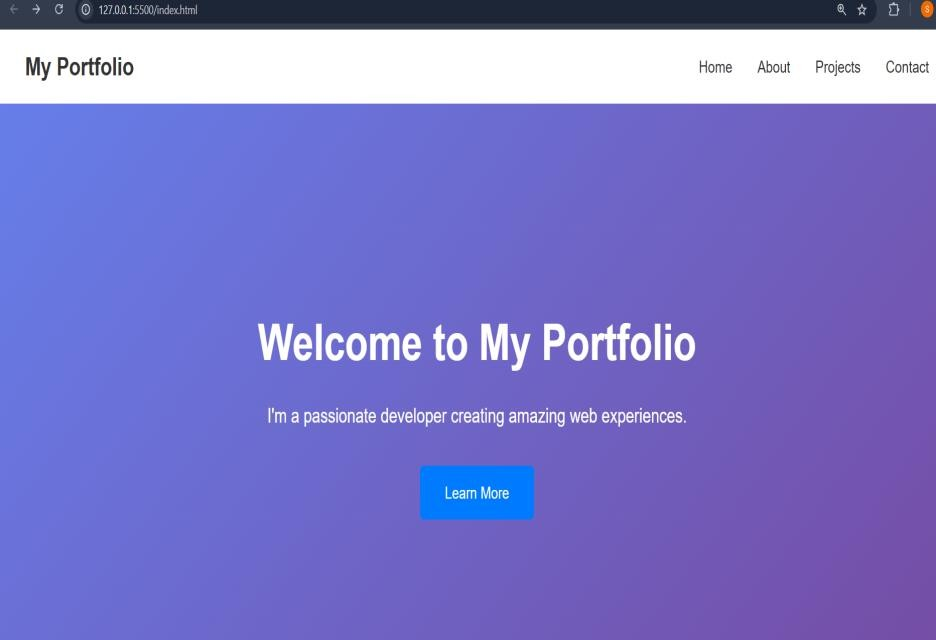 127.0.0.1:5500/index.html
S
My Portfolio
Home About Projects Contact
Welcome to My Portfolio
I'm a passionate developer creating amazing web experiences.
Learn More